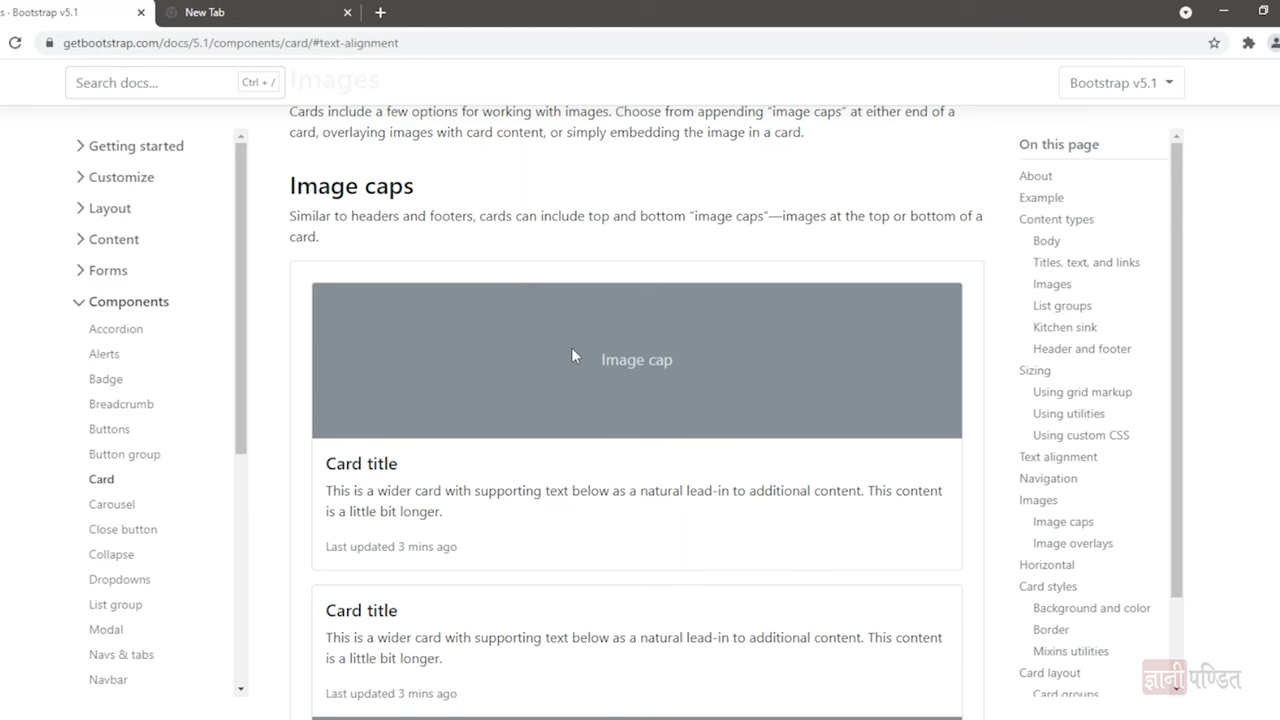 s · Bootstrap v5.1
New Tab
getbootstrap.com/docs/5.1/components/card/#text-alignment
Search docs...
Ctrl + /
Images
Bootstrap v5.1
Cards include a few options for working with images. Choose from appending “image caps” at either end of a
card, overlaying images with card content, or simply embedding the image in a card.
Image caps
Similar to headers and footers, cards can include top and bottom “image caps”—images at the top or bottom of a
card.
Image cap
Card title
This is a wider card with supporting text below as a natural lead-in to additional content. This content
is a little bit longer.
Last updated 3 mins ago
Card title
This is a wider card with supporting text below as a natural lead-in to additional content. This content
is a little bit longer.
Last updated 3 mins ago
Getting started
Customize
Layout
Content
Forms
Components
Accordion
Alerts
Badge
Breadcrumb
Buttons
Button group
Card
Carousel
Close button
Collapse
Dropdowns
List group
Modal
Navs & tabs
Navbar
On this page
About
Example
Content types
Body
Titles, text, and links
Images
List groups
Kitchen sink
Header and footer
Sizing
Using grid markup
Using utilities
Using custom CSS
Text alignment
Navigation
Images
Image caps
Image overlays
Horizontal
Card styles
Background and color
Border
Mixins utilities
Card layout
Card groups
ज्ञानी पण्डित